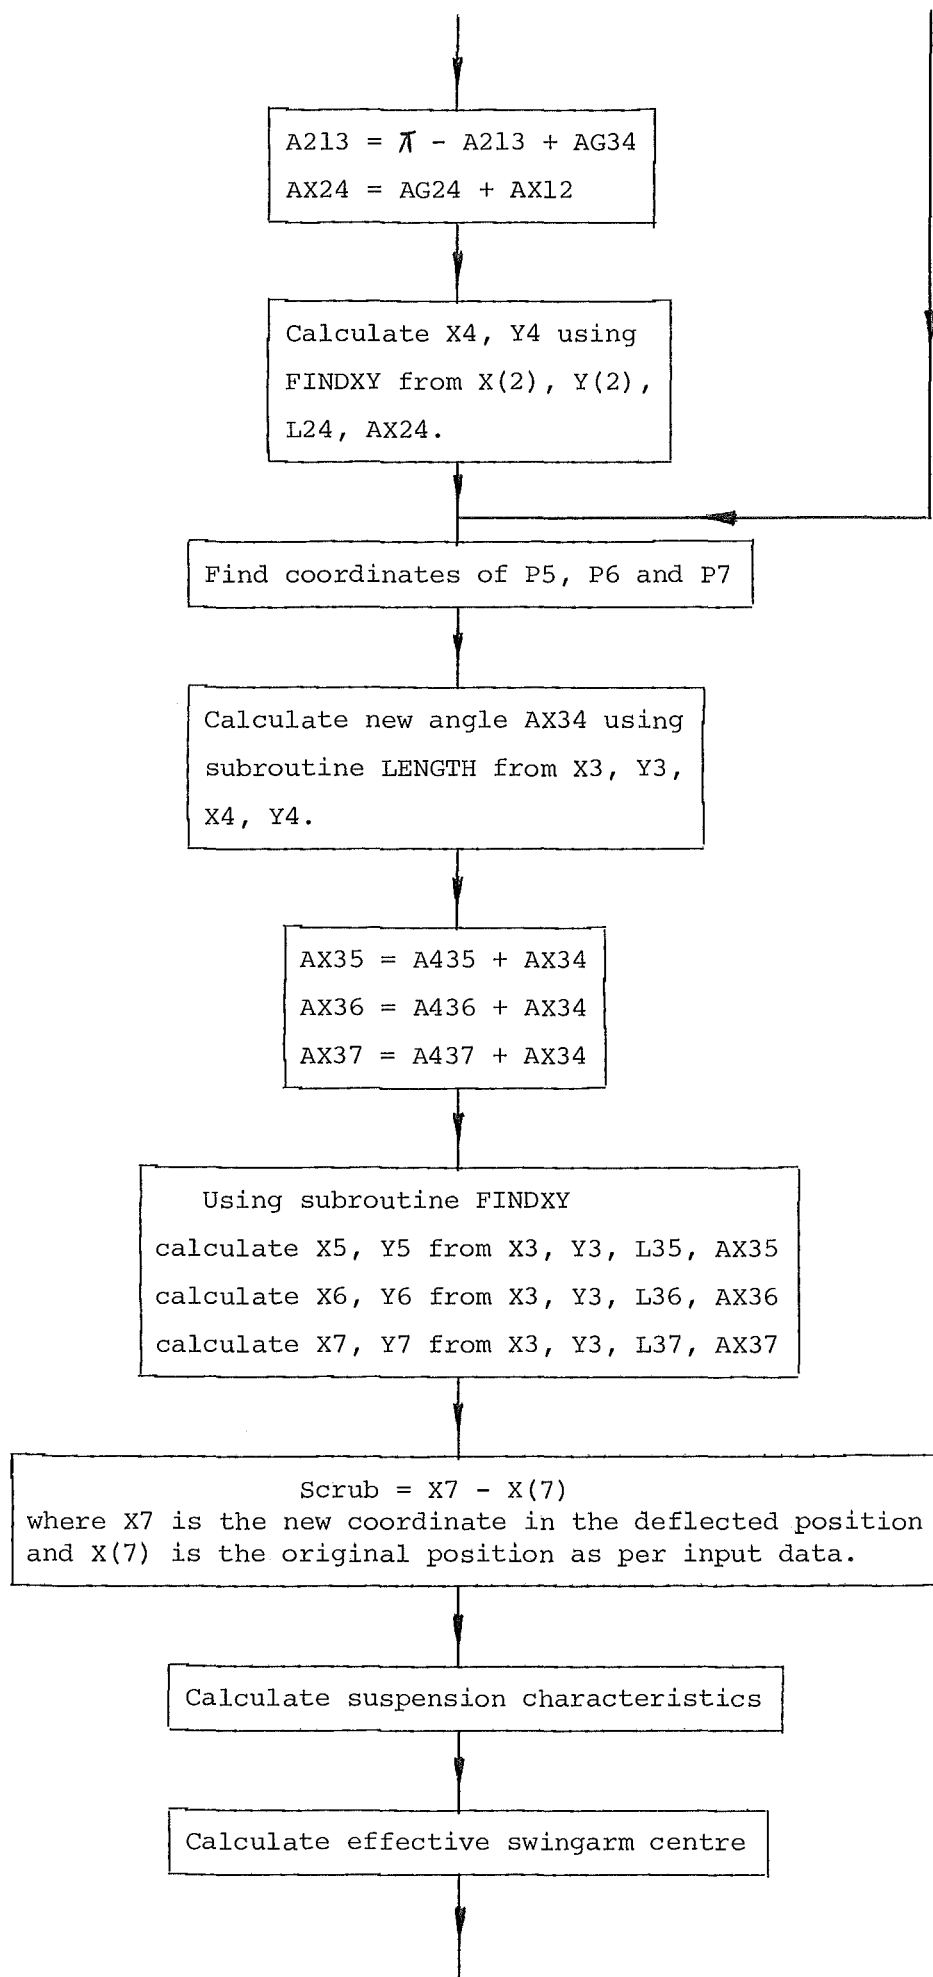 A213 = π - A213 + AG34
AX24 = AG24 + AX12
Calculate X4, Y4 using
FINDXY from X(2), Y(2),
L24, AX24.
Find coordinates of P5, P6 and P7
Calculate new angle AX34 using
subroutine LENGTH from X3, Y3,
X4, Y4.
AX35 = A435 + AX34
AX36 = A436 + AX34
AX37 = A437 + AX34
Using subroutine FINDXY
calculate X5, Y5 from X3, Y3, L35, AX35
calculate X6, Y6 from X3, Y3, L36, AX36
calculate X7, Y7 from X3, Y3, L37, AX37
Scrub = X7 - X(7)
where X7 is the new coordinate in the deflected position
and X(7) is the original position as per input data.
Calculate suspension characteristics
Calculate effective swingarm centre